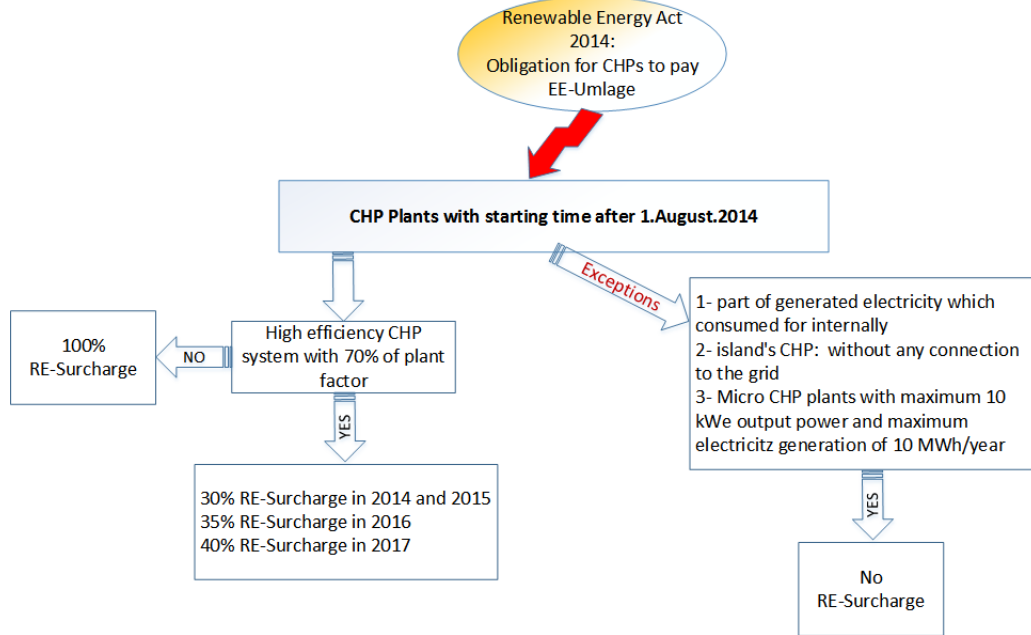 Renewable Energy Act
2014:
Obligation for CHPs to pay
EE-Umlage
CHP Plants with starting time after 1.August.2014
Exceptions
1- part of generated electricity which
consumed for internally
2- island's CHP:  without any connection
to the grid
3- Micro CHP plants with maximum 10
kWe output power and maximum
electricitz generation of 10 MWh/year
High efficiency CHP
system with 70% of plant
factor
NO
100%
RE-Surcharge
YES
30% RE-Surcharge in 2014 and 2015
35% RE-Surcharge in 2016
40% RE-Surcharge in 2017
YES
No
RE-Surcharge